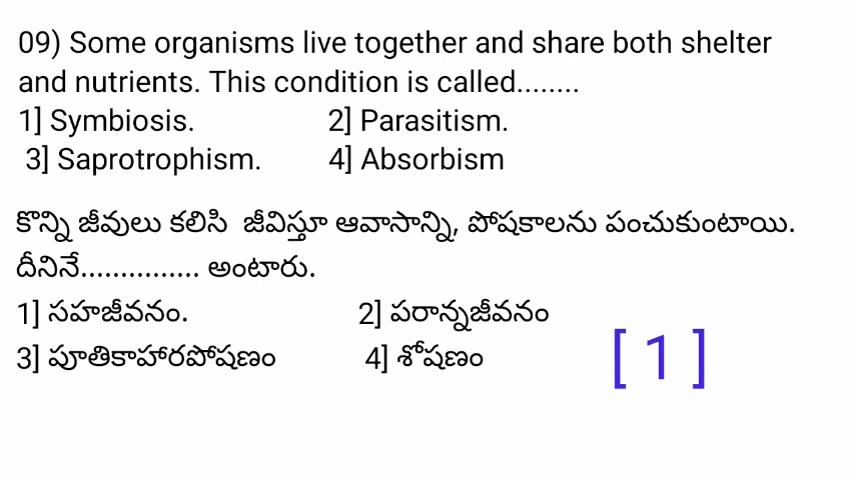 09) Some organisms live together and share both shelter
and nutrients. This condition is called........
1] Symbiosis. 2] Parasitism.
3] Saprotrophism. 4] Absorbism
కొన్ని జీవులు కలిసి జీవిస్తూ ఆవాసాన్ని, పోషకాలను పంచుకుంటాయి.
దీనినే............... అంటారు.
1] సహజీవనం. 2] పరాన్నజీవనం
3] పూతికాహారపోషణం 4] శోషణం
[ 1 ]